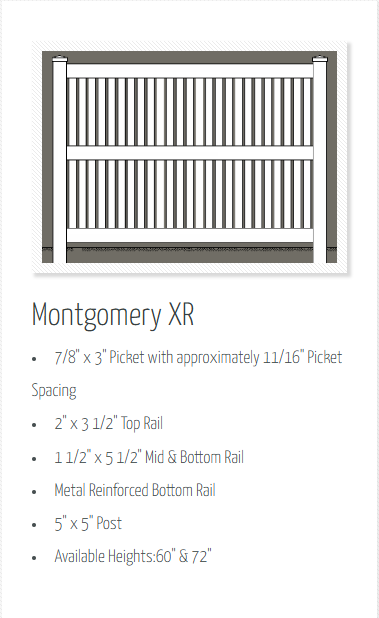 Montgomery XR
• 7/8" x 3" Picket with approximately 11/16" Picket
Spacing
• 2" x 3 1/2" Top Rail
• 1 1/2" x 5 1/2" Mid & Bottom Rail
• Metal Reinforced Bottom Rail
• 5" x 5" Post
• Available Heights:60" & 72"